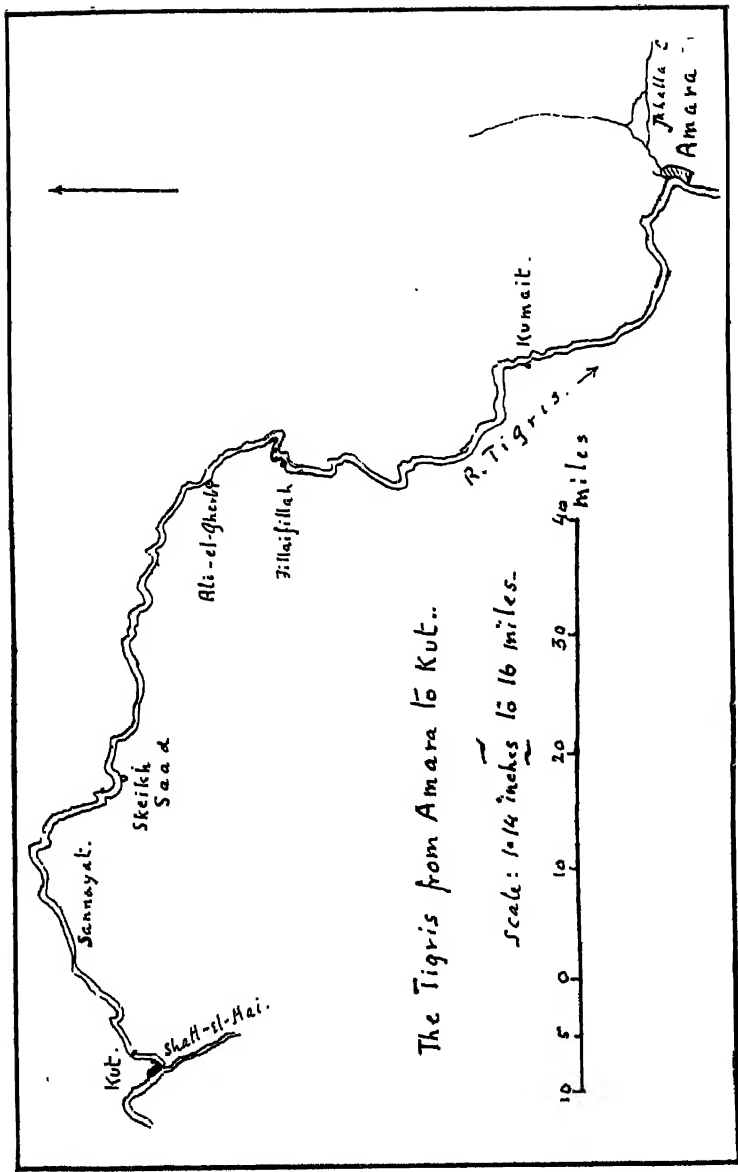 Sannayat.
Kut.
Shatt-El-Hai.
Skeikh
Saad
Ali-el-Gherbi
Fillaifillah
Kumait.
R. Tigris.
Amara
The Tigris from Amara to Kut..
Scale: 1·14 inches to 16 miles.
10 5 0 10 20 30 40
miles